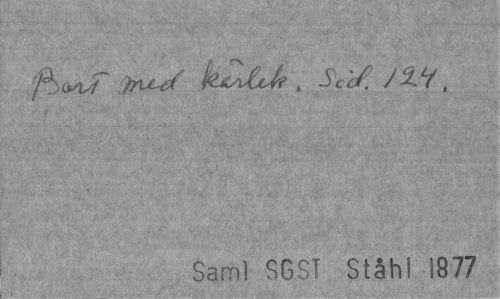 Bort med kärlek. Sid. 124.
Saml SGST Ståhl 1877